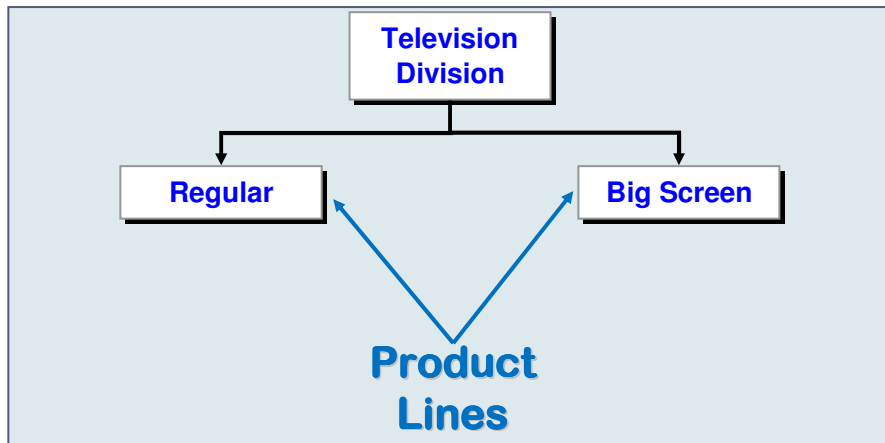 Television
Division
Regular
Big Screen
Product
Lines